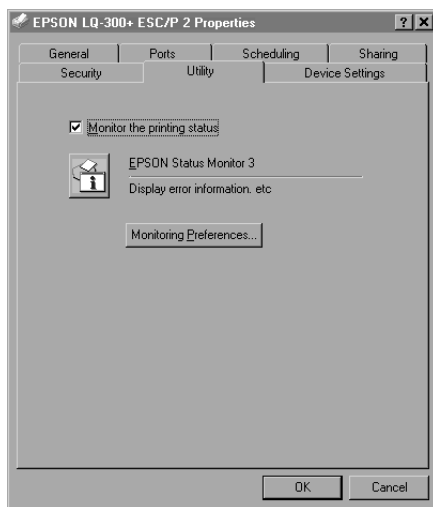 EPSON LQ-300+ ESC/P 2 Properties
General Ports Scheduling Sharing
Security Utility Device Settings
Monitor the printing status
EPSON Status Monitor 3
Display error information. etc
Monitoring Preferences...
OK Cancel